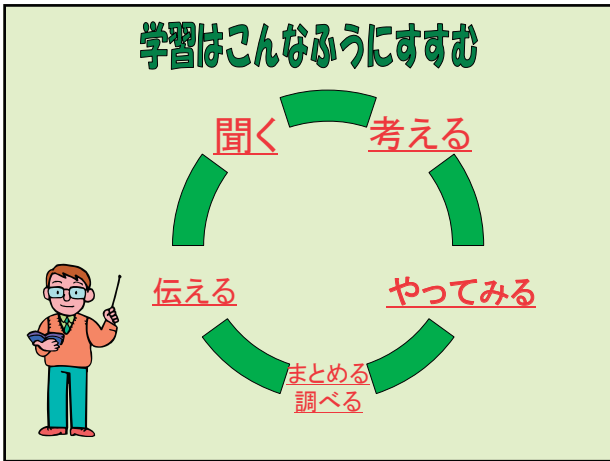 学習はこんなふうにすすむ
聞く
考える
伝える
やってみる
まとめる
調べる